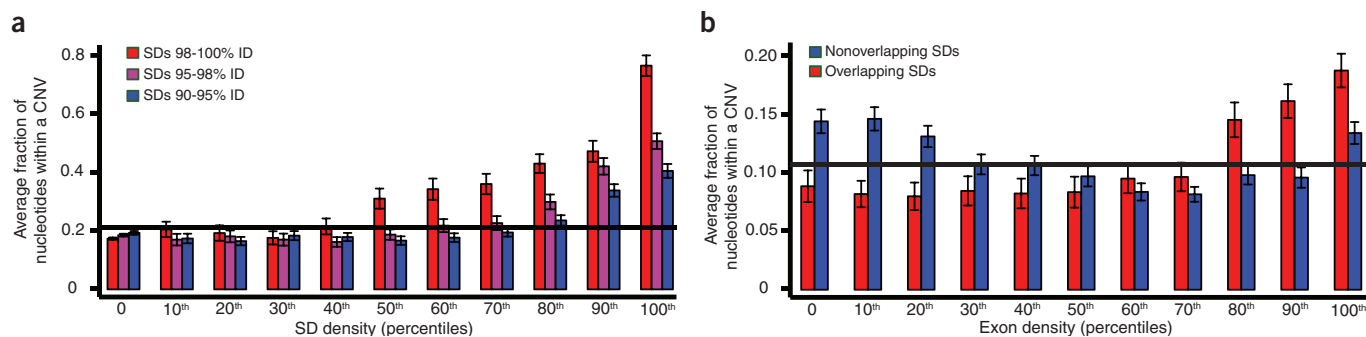 a
Average fraction of
nucleotides within a CNV
0.8
0.6
0.4
0.2
0
SDs 98-100% ID
SDs 95-98% ID
SDs 90-95% ID
0 10th 20th 30th 40th 50th 60th 70th 80th 90th 100th
SD density (percentiles)
b
Average fraction of
nucleotides within a CNV
0.20
0.15
0.100
0.05
0
Nonoverlapping SDs
Overlapping SDs
0 10th 20th 30th 40th 50th 60th 70th 80th 90th 100th
Exon density (percentiles)